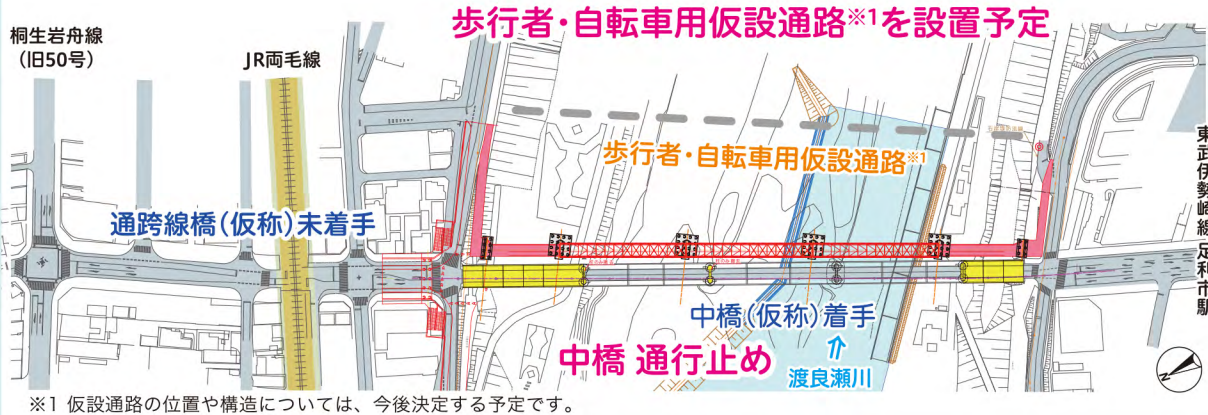 歩行者・自転車用仮設通路※1を設置予定
桐生岩舟線
(旧50号)
JR両毛線
歩行者・自転車用仮設通路※1
東武伊勢崎線 足利市駅
通跨線橋(仮称)未着手
中橋(仮称)着手
中橋 通行止め
渡良瀬川
※1 仮設通路の位置や構造については、今後決定する予定です。